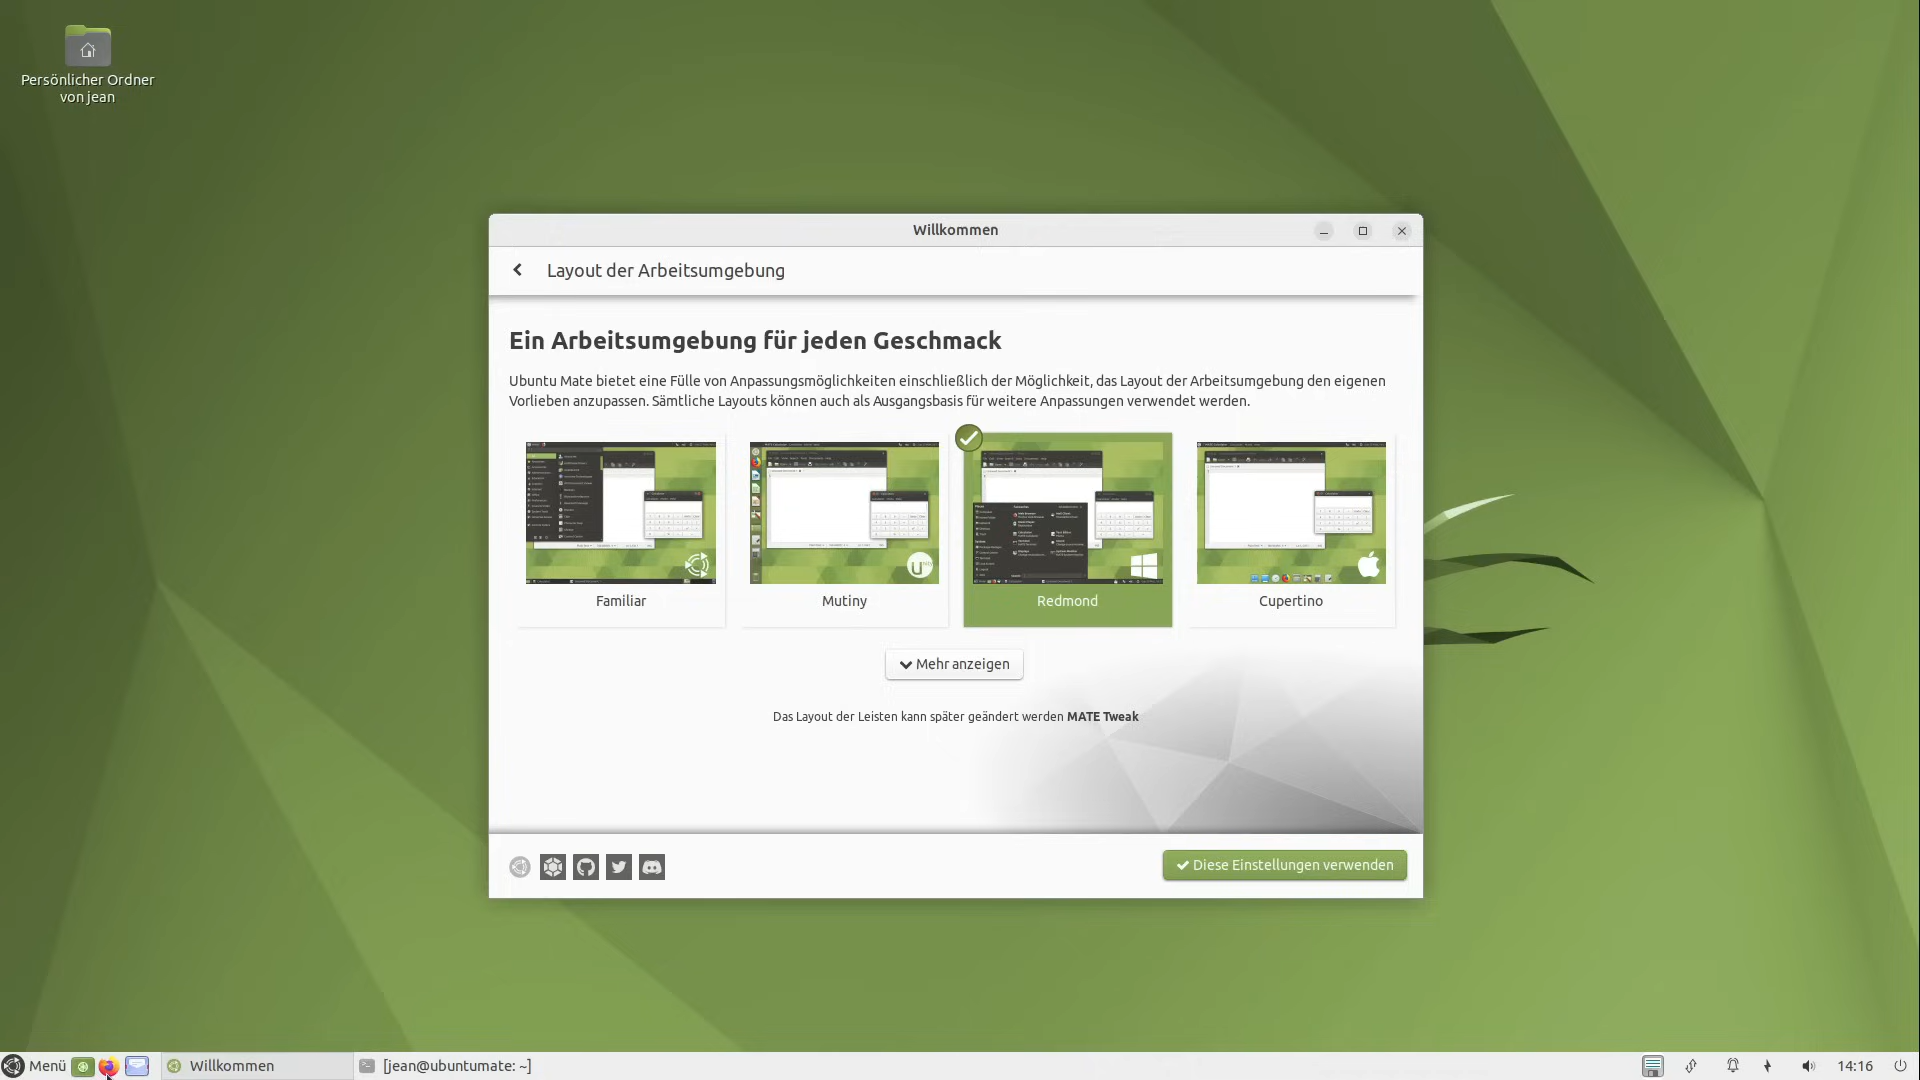 Persönlicher Ordner
von jean
Willkommen
Layout der Arbeitsumgebung
Ein Arbeitsumgebung für jeden Geschmack
Ubuntu Mate bietet eine Fülle von Anpassungsmöglichkeiten einschließlich der Möglichkeit, das Layout der Arbeitsumgebung den eigenen
Vorlieben anzupassen. Sämtliche Layouts können auch als Ausgangsbasis für weitere Anpassungen verwendet werden.
Familiar
Mutiny
Redmond
Cupertino
Mehr anzeigen
Das Layout der Leisten kann später geändert werden MATE Tweak
Diese Einstellungen verwenden
Menü
Willkommen
[jean@ubuntumate: ~]
14:16